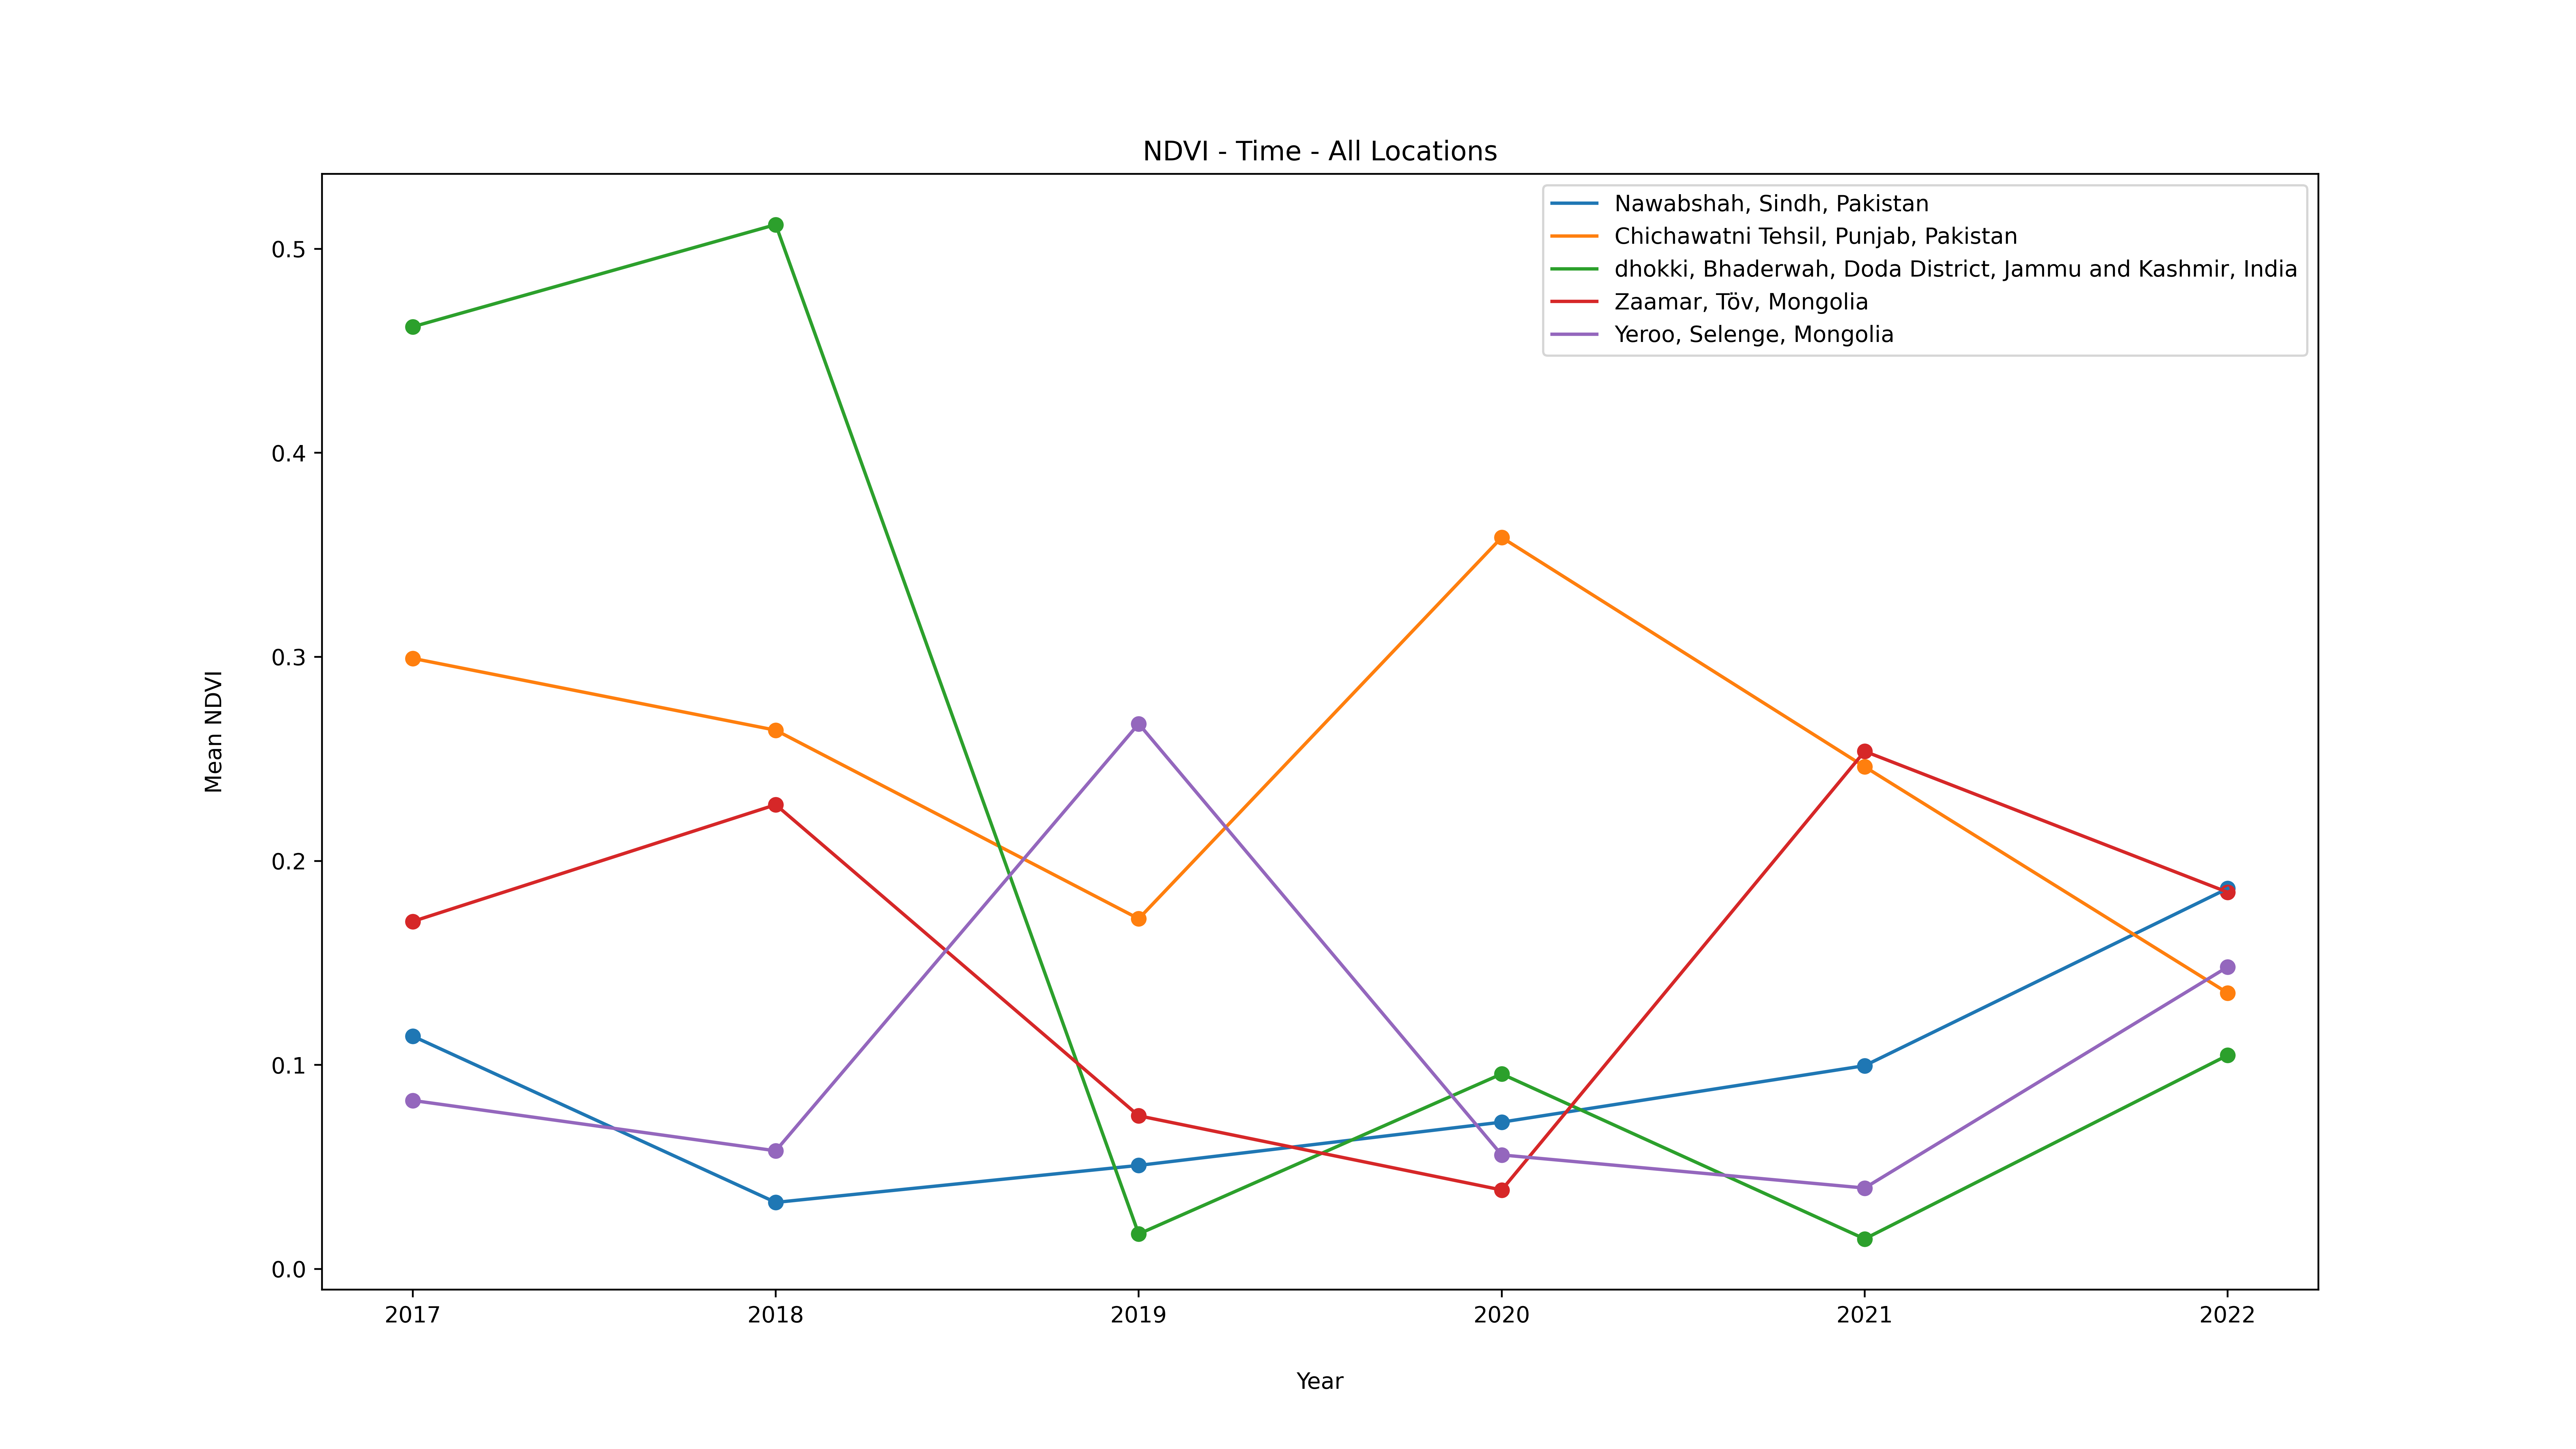 NDVI - Time - All Locations
Nawabshah, Sindh, Pakistan
Chichawatni Tehsil, Punjab, Pakistan
dhokki, Bhaderwah, Doda District, Jammu and Kashmir, India
Zaamar, Töv, Mongolia
Yeroo, Selenge, Mongolia
0.5
0.4
0.3
0.2
0.1
0.0
Mean NDVI
2017 2018 2019 2020 2021 2022
Year